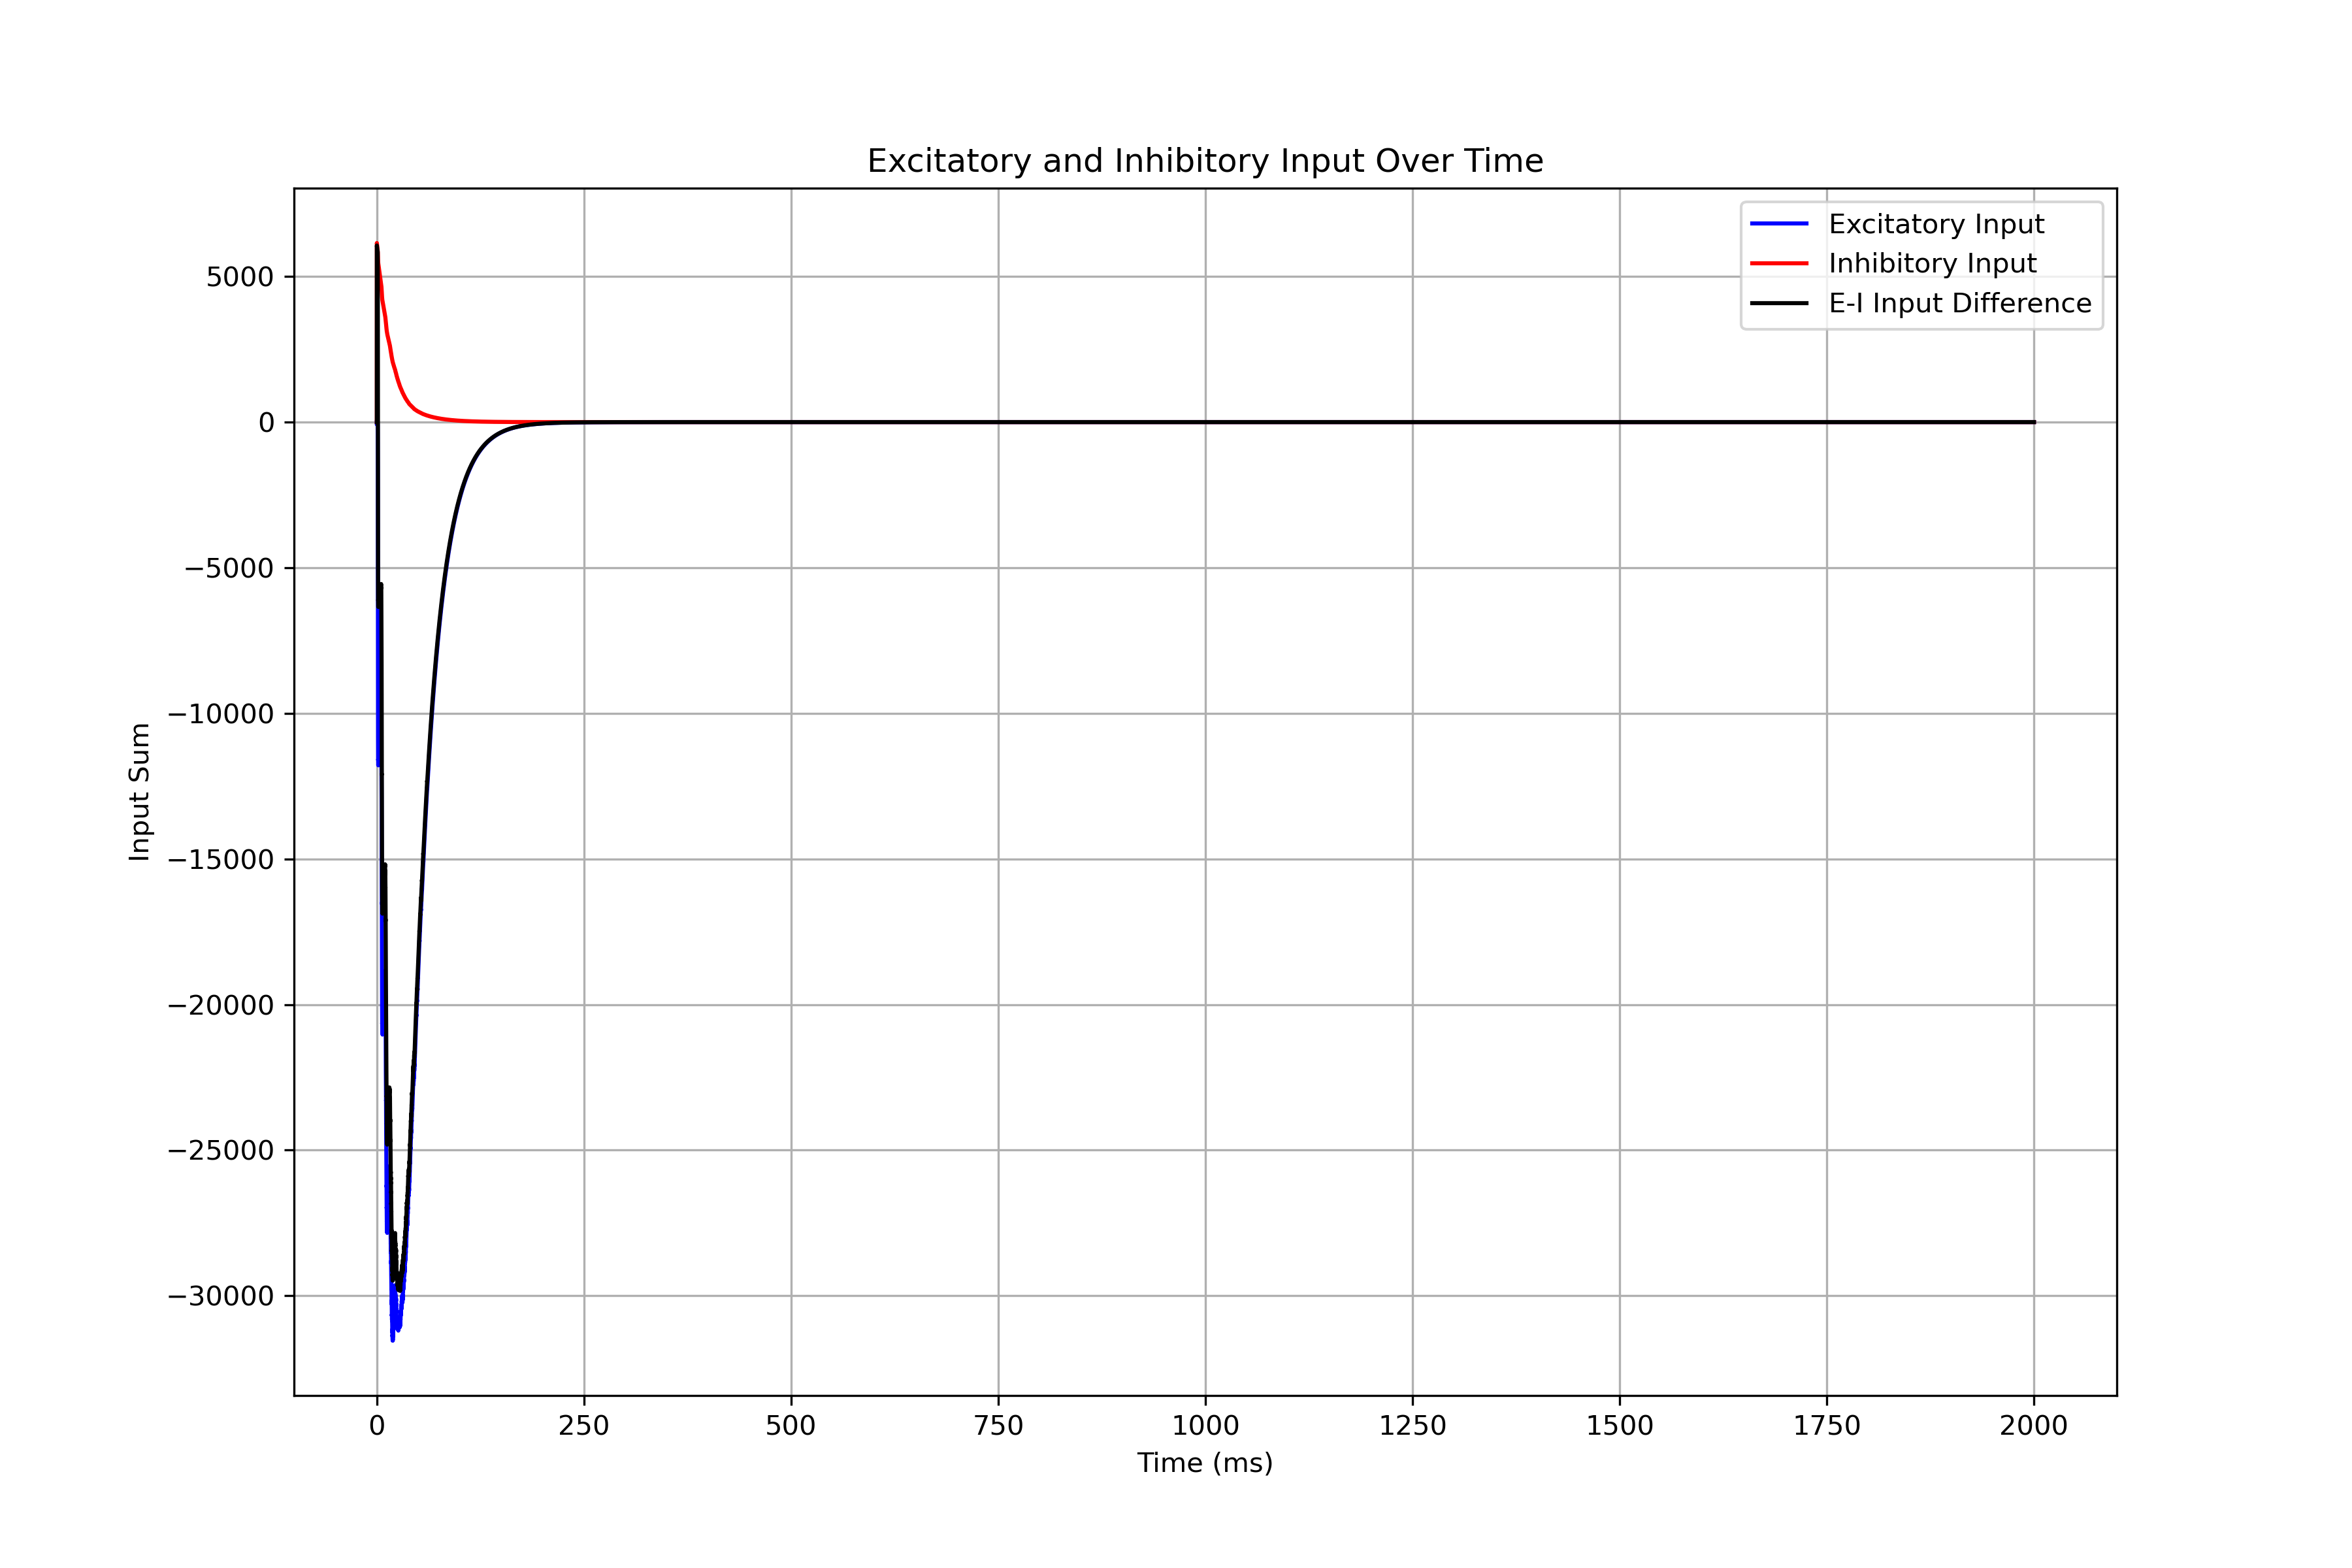 Excitatory and Inhibitory Input Over Time
Excitatory Input
Inhibitory Input
E-I Input Difference
5000
0
−5000
−10000
−15000
−20000
−25000
−30000
Input Sum
0 250 500 750 1000 1250 1500 1750 2000
Time (ms)